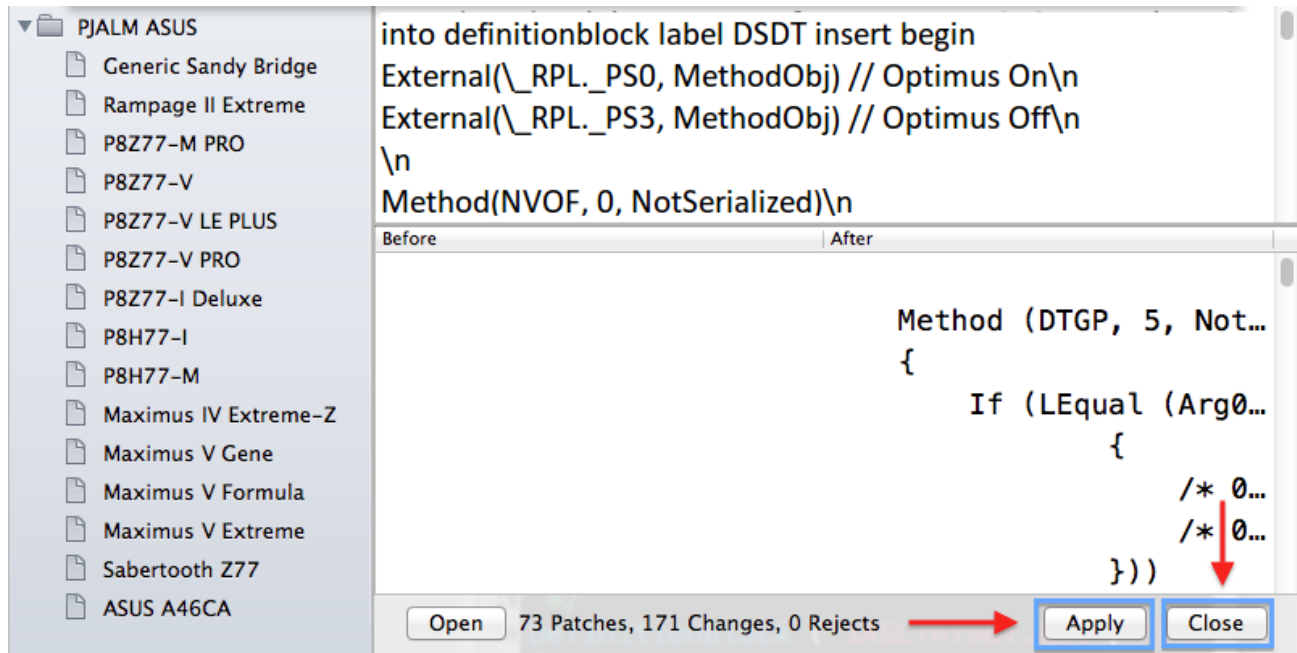 PJALM ASUS
Generic Sandy Bridge
Rampage II Extreme
P8Z77-M PRO
P8Z77-V
P8Z77-V LE PLUS
P8Z77-V PRO
P8Z77-I Deluxe
P8H77-I
P8H77-M
Maximus IV Extreme-Z
Maximus V Gene
Maximus V Formula
Maximus V Extreme
Sabertooth Z77
ASUS A46CA
into definitionblock label DSDT insert begin
External(\_RPL._PS0, MethodObj) // Optimus On\n
External(\_RPL._PS3, MethodObj) // Optimus Off\n
\n
Method(NVOF, 0, NotSerialized)\n
Before After
Method (DTGP, 5, Not…
{
If (LEqual (Arg0…
{
/* 0…
/* 0…
}))
Open 73 Patches, 171 Changes, 0 Rejects Apply Close